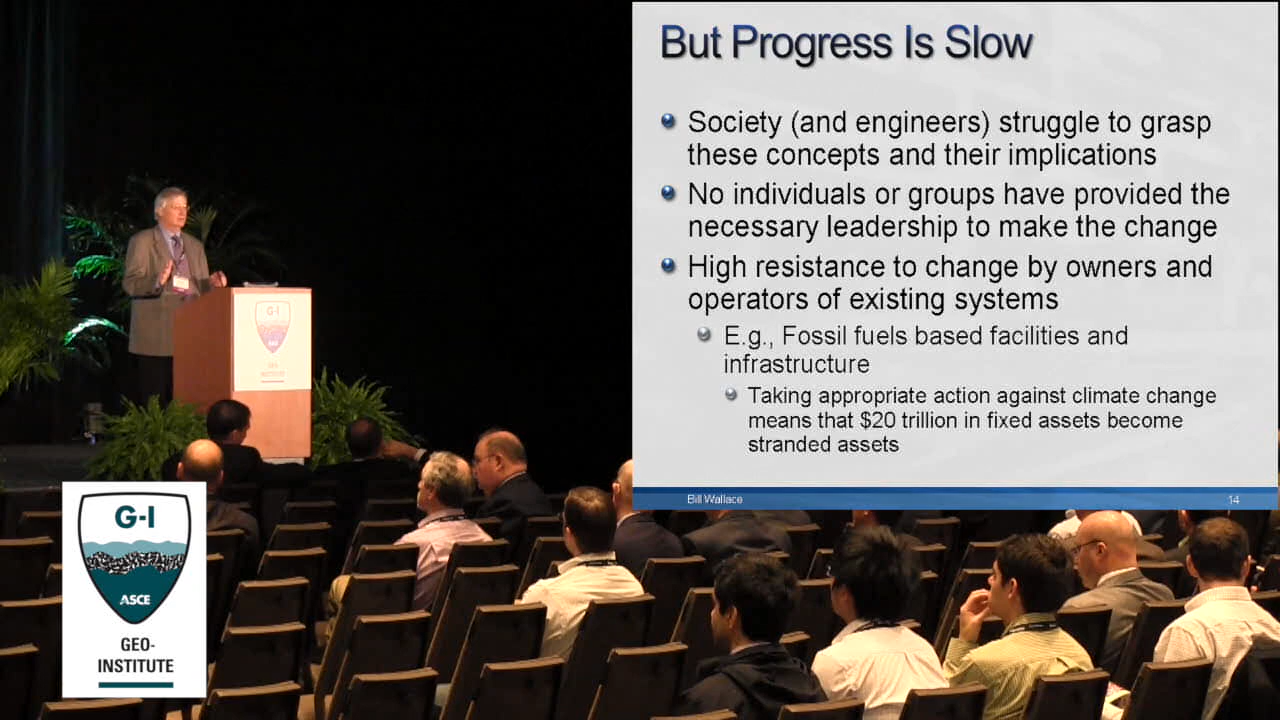 But Progress Is Slow
Society (and engineers) struggle to grasp
these concepts and their implications
No individuals or groups have provided the
necessary leadership to make the change
High resistance to change by owners and
operators of existing systems
E.g., Fossil fuels based facilities and
infrastructure
Taking appropriate action against climate change
means that $20 trillion in fixed assets become
stranded assets
Bill Wallace
14
G-I
G-I
ASCE
GEO-
INSTITUTE